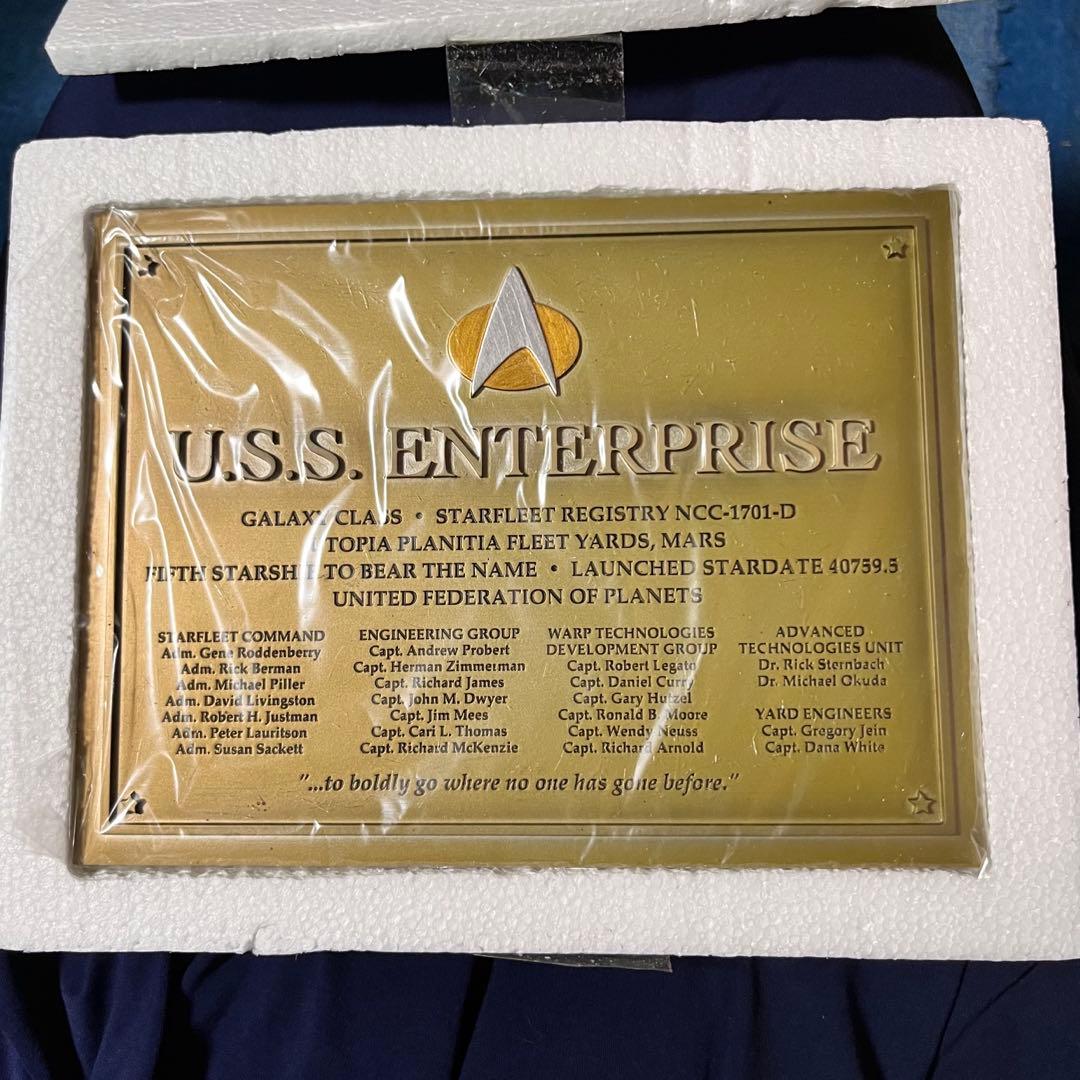 U.S.S. ENTERPRISE
GALAXY CLASS • STARFLEET REGISTRY NCC-1701-D
UTOPIA PLANITIA FLEET YARDS, MARS
FIFTH STARSHIP TO BEAR THE NAME • LAUNCHED STARDATE 40759.5
UNITED FEDERATION OF PLANETS
STARFLEET COMMAND
Adm. Gene Roddenberry
Adm. Rick Berman
Adm. Michael Piller
Adm. David Livingston
Adm. Robert H. Justman
Adm. Peter Lauritson
Adm. Susan Sackett
ENGINEERING GROUP
Capt. Andrew Probert
Capt. Herman Zimmerman
Capt. Richard James
Capt. John M. Dwyer
Capt. Jim Mees
Capt. Cari L. Thomas
Capt. Richard McKenzie
WARP TECHNOLOGIES
DEVELOPMENT GROUP
Capt. Robert Legato
Capt. Daniel Curry
Capt. Gary Hutzel
Capt. Ronald B. Moore
Capt. Wendy Neuss
Capt. Richard Arnold
ADVANCED
TECHNOLOGIES UNIT
Dr. Rick Sternbach
Dr. Michael Okuda
YARD ENGINEERS
Capt. Gregory Jein
Capt. Dana White
"...to boldly go where no one has gone before."